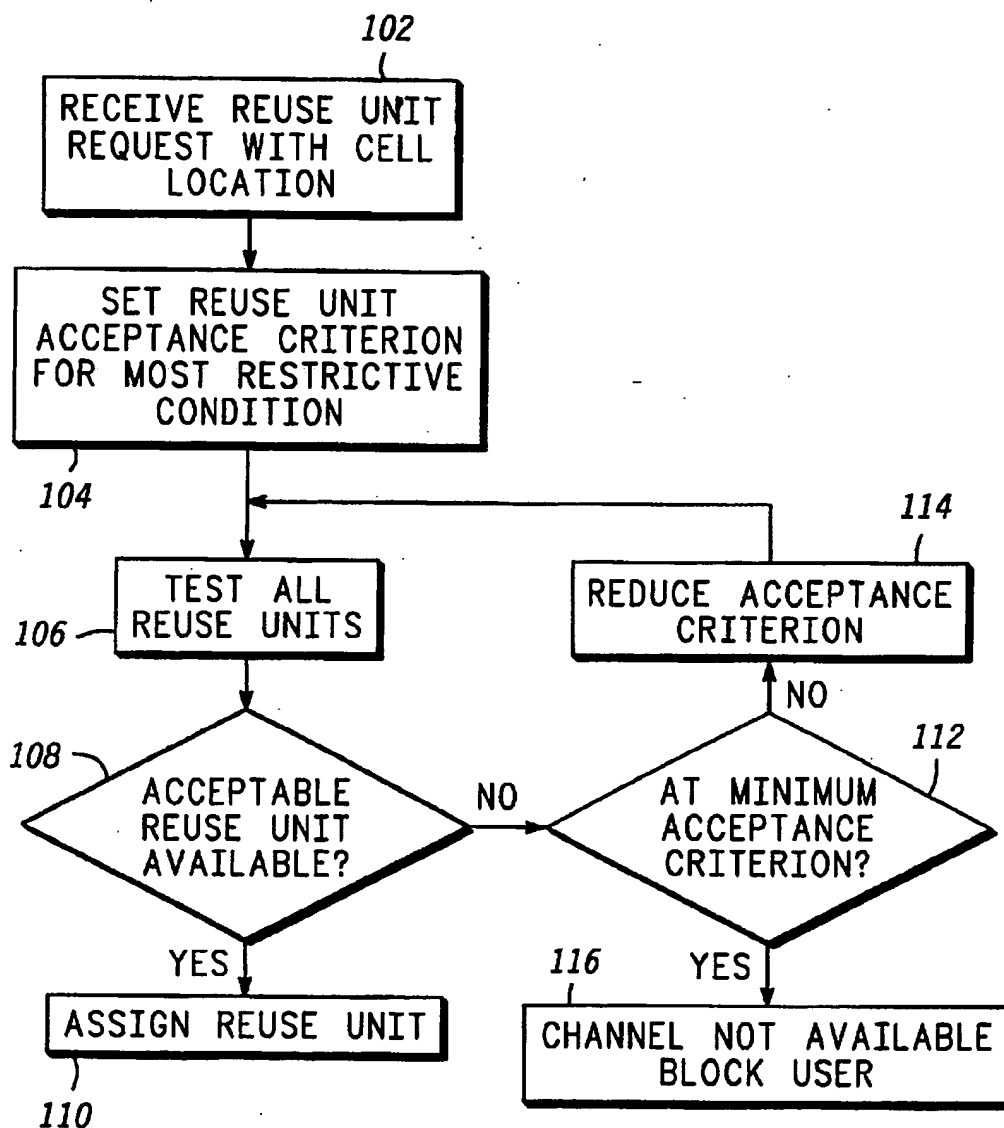 102
RECEIVE REUSE UNIT
REQUEST WITH CELL
LOCATION
SET REUSE UNIT
ACCEPTANCE CRITERION
FOR MOST RESTRICTIVE
CONDITION
104
114
TEST ALL
REUSE UNITS
106
REDUCE ACCEPTANCE
CRITERION
NO
108
ACCEPTABLE
REUSE UNIT
AVAILABLE?
NO
112
AT MINIMUM
ACCEPTANCE
CRITERION?
YES
ASSIGN REUSE UNIT
110
YES
116
CHANNEL NOT AVAILABLE
BLOCK USER